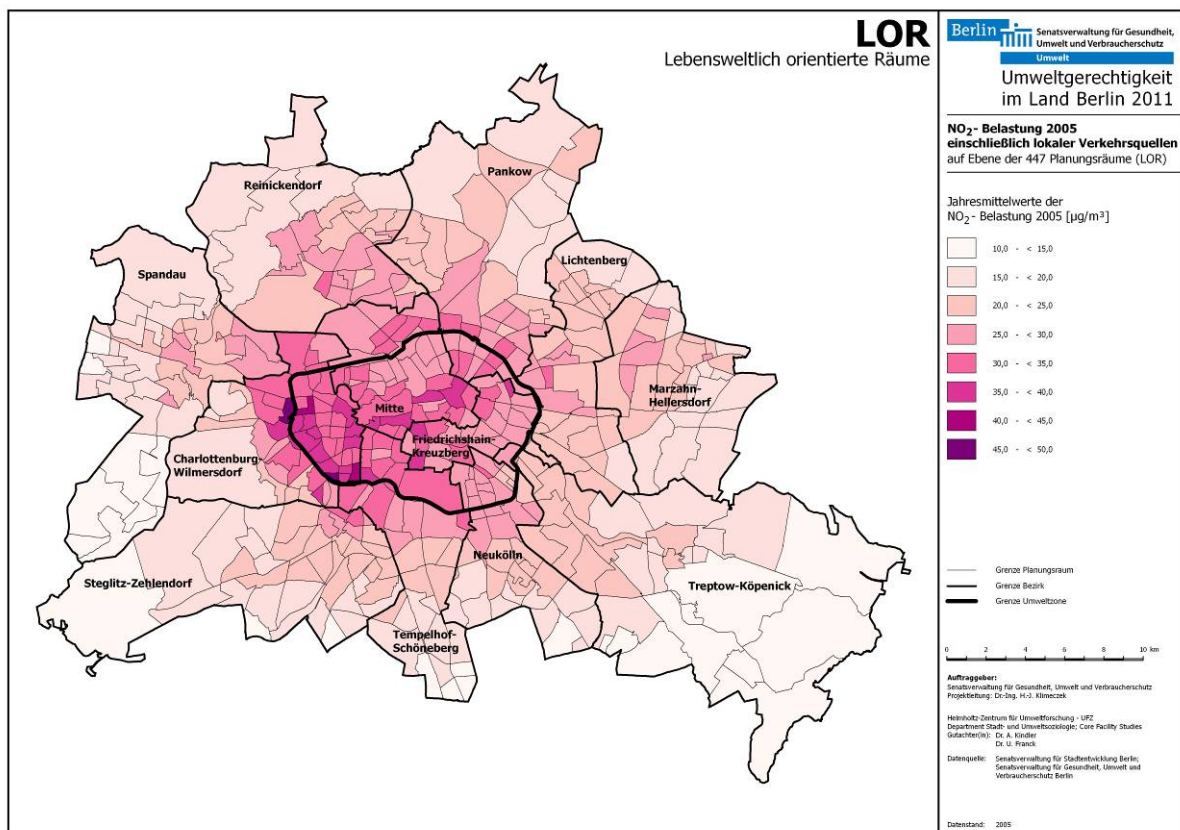 LOR
Lebensweltlich orientierte Räume
Reinickendorf
Pankow
Spandau
Lichtenberg
Mitte
Marzahn-
Hellersdorf
Friedrichshain-
Kreuzberg
Charlottenburg-
Wilmersdorf
Neukölln
Steglitz-Zehlendorf
Treptow-Köpenick
Tempelhof-
Schöneberg
Berlin
Senatsverwaltung für Gesundheit,
Umwelt und Verbraucherschutz
Umwelt
Umweltgerechtigkeit
im Land Berlin 2011
NO₂- Belastung 2005
einschließlich lokaler Verkehrsquellen
auf Ebene der 447 Planungsräume (LOR)
Jahresmittelwerte der
NO₂- Belastung 2005 [µg/m³]
10,0 - < 15,0
15,0 - < 20,0
20,0 - < 25,0
25,0 - < 30,0
30,0 - < 35,0
35,0 - < 40,0
40,0 - < 45,0
45,0 - < 50,0
Grenze Planungsraum
Grenze Bezirk
Grenze Umweltzone
0 2 4 6 8 10 km
Auftraggeber:
Senatsverwaltung für Gesundheit, Umwelt und Verbraucherschutz
Projektleitung: Dr.-Ing. H.-J. Klimeczek
Helmholtz-Zentrum für Umweltforschung - UFZ
Department Stadt- und Umweltsoziologie; Core Facility Studies
Gutachter(in): Dr. A. Kindler
Dr. U. Franck
Datenquelle: Senatsverwaltung für Stadtentwicklung Berlin;
Senatsverwaltung für Gesundheit, Umwelt und
Verbraucherschutz Berlin
Datenstand: 2005